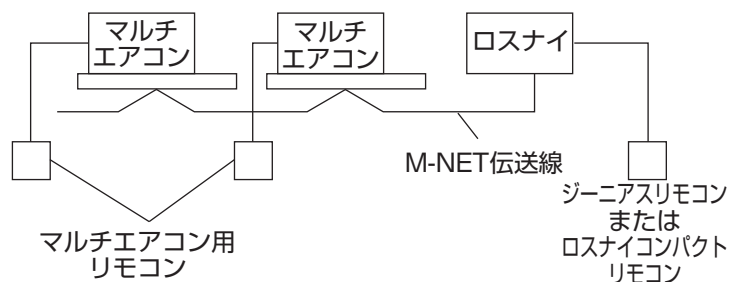 マルチ
エアコン
マルチ
エアコン
ロスナイ
M-NET伝送線
マルチエアコン用
リモコン
ジーニアスリモコン
または
ロスナイコンパクト
リモコン